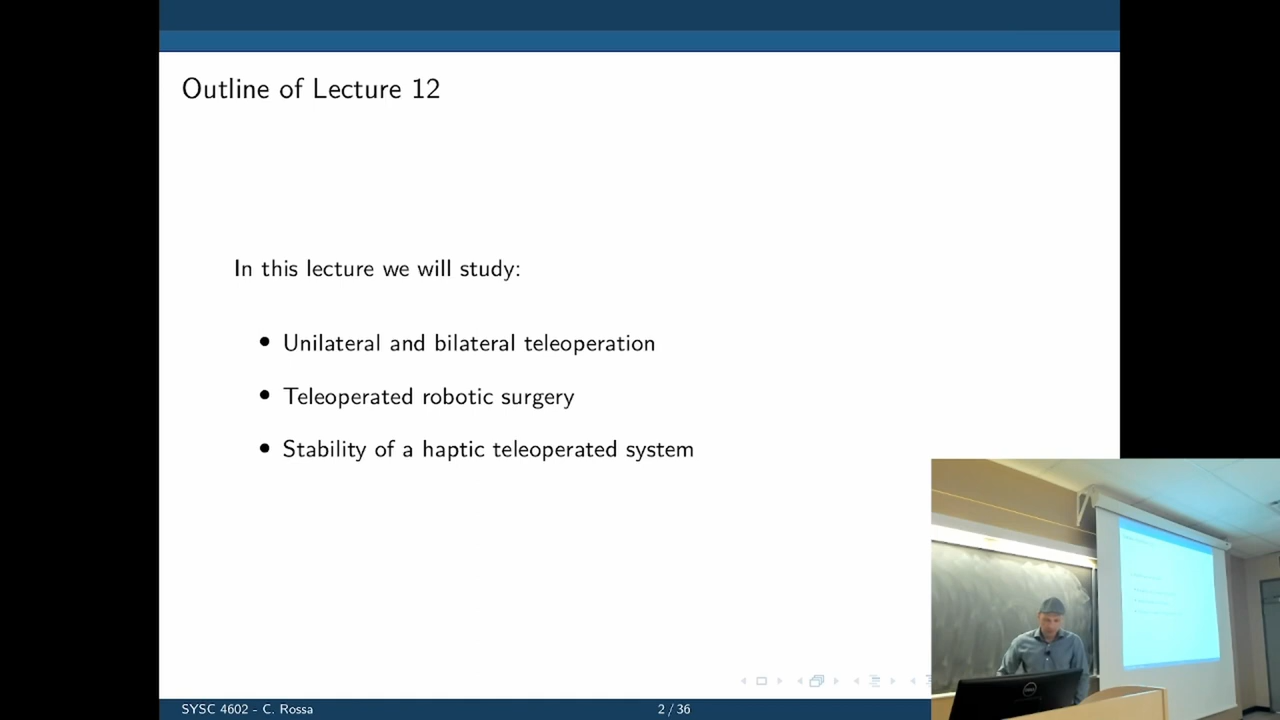 Outline of Lecture 12
In this lecture we will study:
• Unilateral and bilateral teleoperation
• Teleoperated robotic surgery
• Stability of a haptic teleoperated system
SYSC 4602 - C. Rossa
2 / 36
DELL